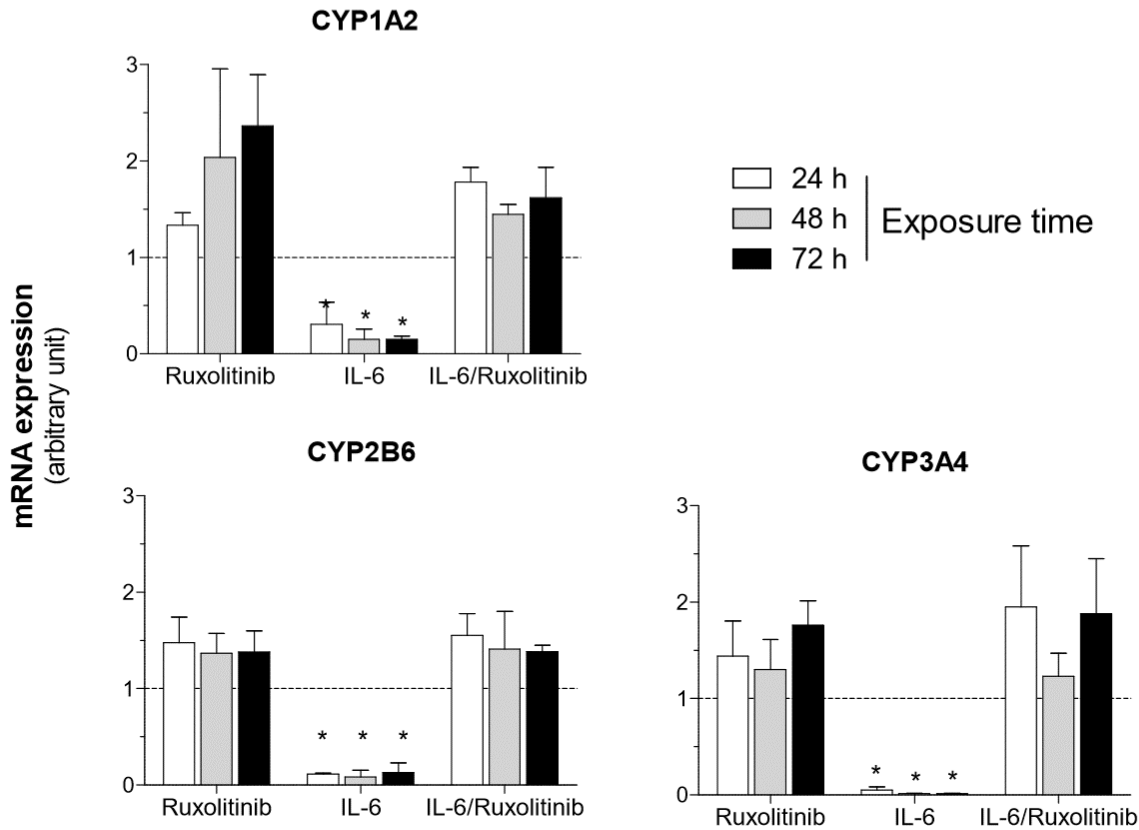 CYP1A2
3
2
1
0
Ruxolitinib IL-6 IL-6/Ruxolitinib
* * *
24 h
48 h
72 h
Exposure time
mRNA expression
(arbitrary unit)
CYP2B6
3
2
1
0
Ruxolitinib IL-6 IL-6/Ruxolitinib
* * *
CYP3A4
3
2
1
0
Ruxolitinib IL-6 IL-6/Ruxolitinib
* * *